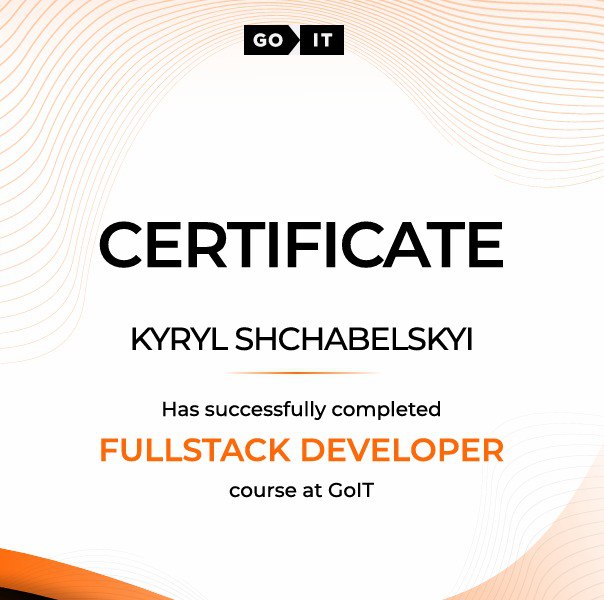 GO IT
CERTIFICATE
KYRYL SHCHABELSKYI
Has successfully completed
FULLSTACK DEVELOPER
course at GoIT